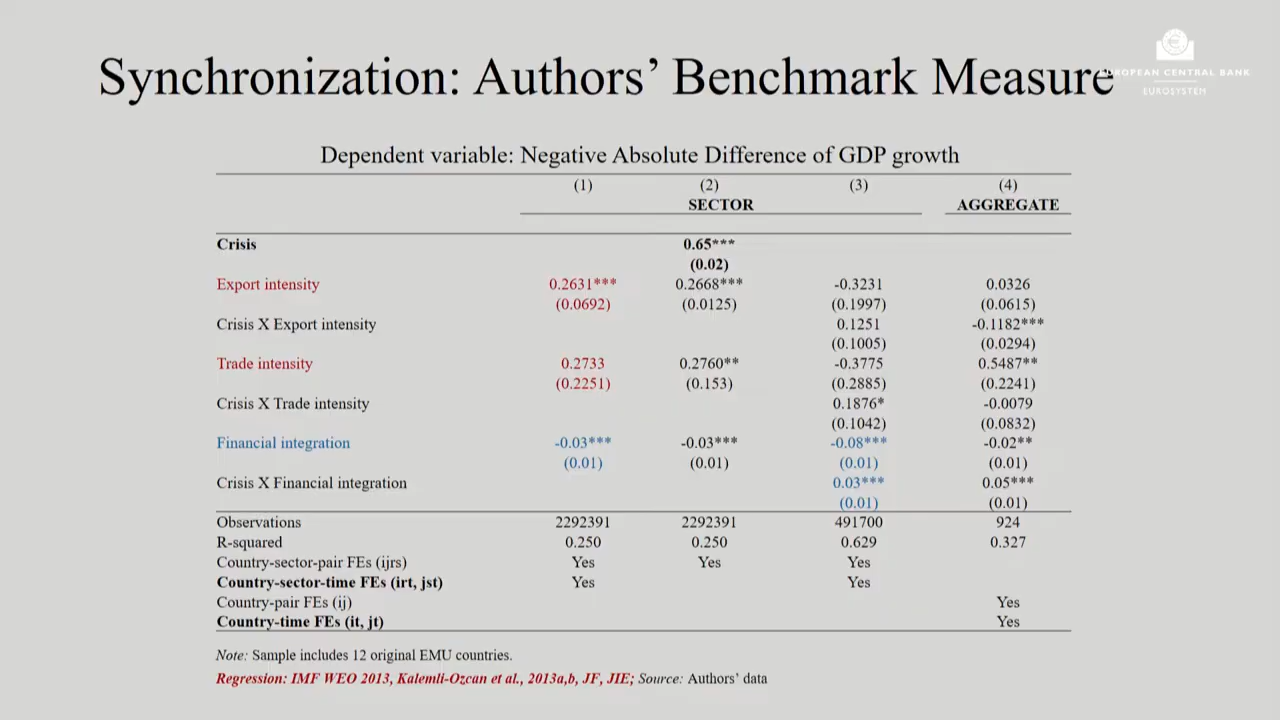 Synchronization: Authors' Benchmark Measure
EUROPEAN CENTRAL BANK
EUROSYSTEM
Dependent variable: Negative Absolute Difference of GDP growth
(1) (2) (3) (4)
SECTOR AGGREGATE
Crisis 0.65***
(0.02)
Export intensity 0.2631*** 0.2668*** -0.3231 0.0326
(0.0692) (0.0125) (0.1997) (0.0615)
Crisis X Export intensity 0.1251 -0.1182***
(0.1005) (0.0294)
Trade intensity 0.2733 0.2760** -0.3775 0.5487**
(0.2251) (0.153) (0.2885) (0.2241)
Crisis X Trade intensity 0.1876* -0.0079
(0.1042) (0.0832)
Financial integration -0.03*** -0.03*** -0.08*** -0.02**
(0.01) (0.01) (0.01) (0.01)
Crisis X Financial integration 0.03*** 0.05***
(0.01) (0.01)
Observations 2292391 2292391 491700 924
R-squared 0.250 0.250 0.629 0.327
Country-sector-pair FEs (ijrs) Yes Yes Yes
Country-sector-time FEs (irt, jst) Yes Yes
Country-pair FEs (ij) Yes
Country-time FEs (it, jt) Yes
Note: Sample includes 12 original EMU countries.
Regression: IMF WEO 2013, Kalemli-Ozcan et al., 2013a,b, JF, JIE; Source: Authors' data